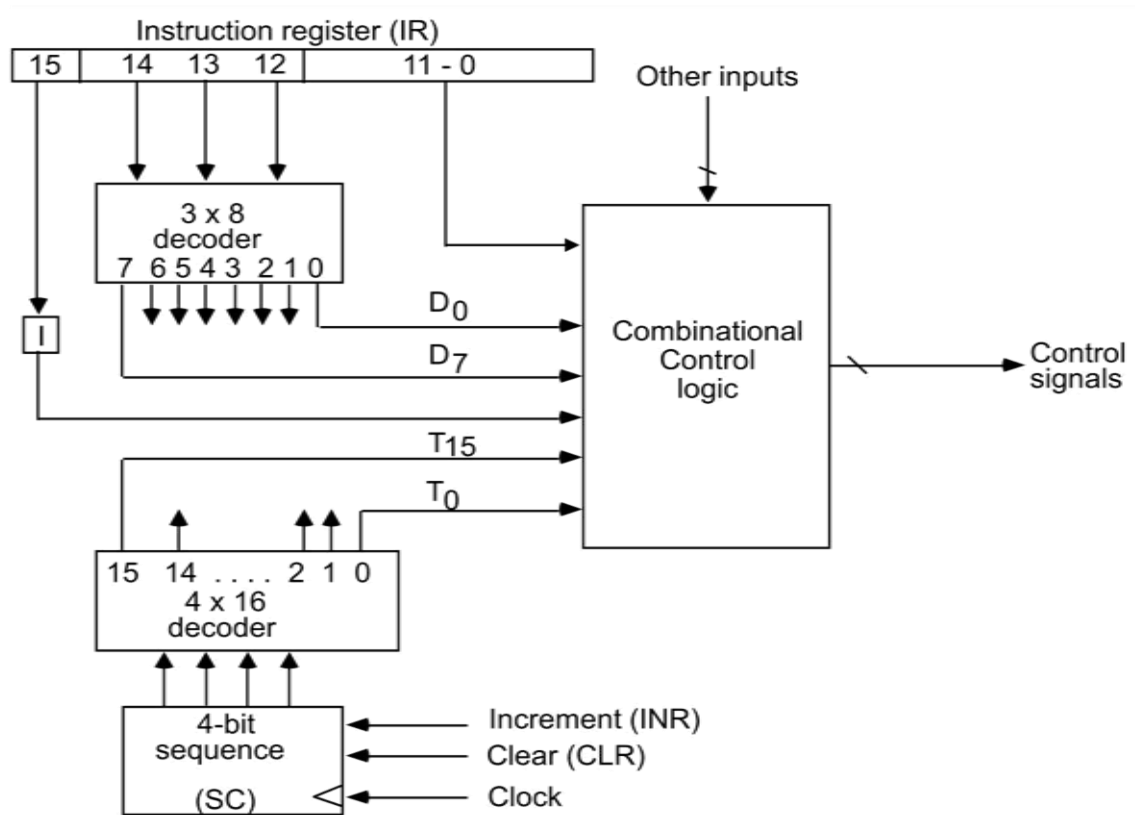 Instruction register (IR)
15 14 13 12 11 - 0
Other inputs
3 x 8
decoder
7 6 5 4 3 2 1 0
D0
I
Combinational
Control
logic
D7
Control
signals
T15
T0
15 14 . . . . 2 1 0
4 x 16
decoder
4-bit
sequence
(SC)
Increment (INR)
Clear (CLR)
Clock